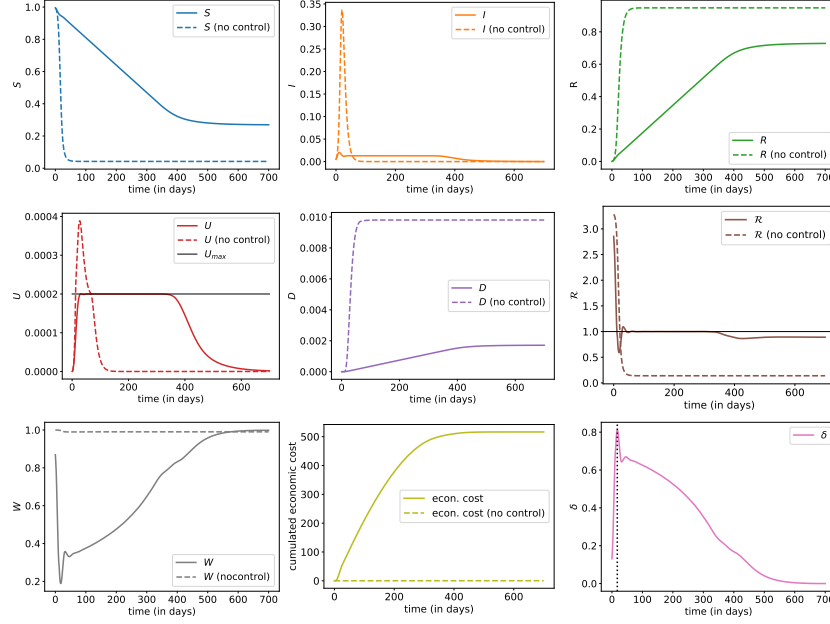 S
S (no control)
1.0
0.8
0.6
0.4
0.2
0.0
S
0 100 200 300 400 500 600 700
time (in days)
I
I (no control)
0.35
0.30
0.25
0.20
0.15
0.10
0.05
0.00
I
0 200 400 600
time (in days)
R
R (no control)
0.8
0.6
0.4
0.2
0.0
R
0 100 200 300 400 500 600 700
time (in days)
U
U (no control)
Umax
0.0004
0.0003
0.0002
0.0001
0.0000
U
0 200 400 600
time (in days)
D
D (no control)
0.010
0.008
0.006
0.004
0.002
0.000
D
0 200 400 600
time (in days)
ℛ
ℛ (no control)
3.0
2.5
2.0
1.5
1.0
0.5
0.0
ℛ
0 100 200 300 400 500 600 700
time (in days)
W
W (nocontrol)
1.0
0.8
0.6
0.4
0.2
W
0 100 200 300 400 500 600 700
time (in days)
econ. cost
econ. cost (no control)
500
400
300
200
100
0
cumulated economic cost
0 200 400 600
time (in days)
δ
0.8
0.6
0.4
0.2
0.0
δ
0 100 200 300 400 500 600 700
time (in days)